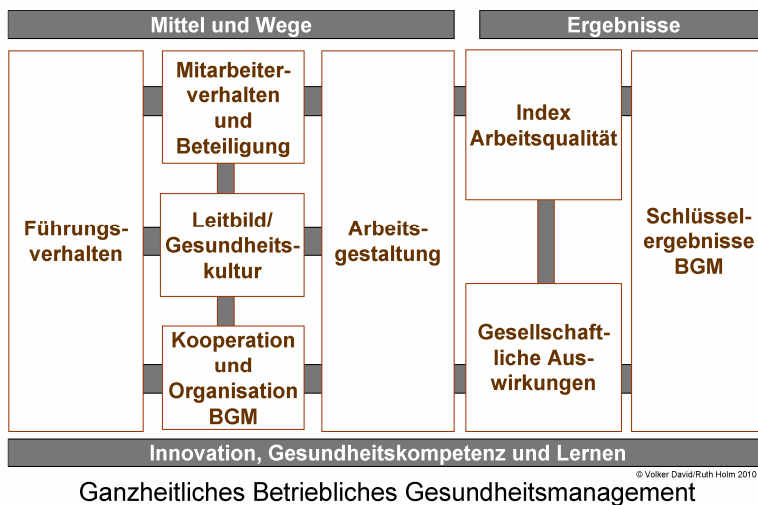 Mittel und Wege
Ergebnisse
Führungs-
verhalten
Mitarbeiter-
verhalten
und
Beteiligung
Leitbild/
Gesundheits-
kultur
Kooperation
und
Organisation
BGM
Arbeits-
gestaltung
Index
Arbeitsqualität
Gesellschaft-
liche Aus-
wirkungen
Schlüssel-
ergebnisse
BGM
Innovation, Gesundheitskompetenz und Lernen
© Volker David/Ruth Holm 2010
Ganzheitliches Betriebliches Gesundheitsmanagement